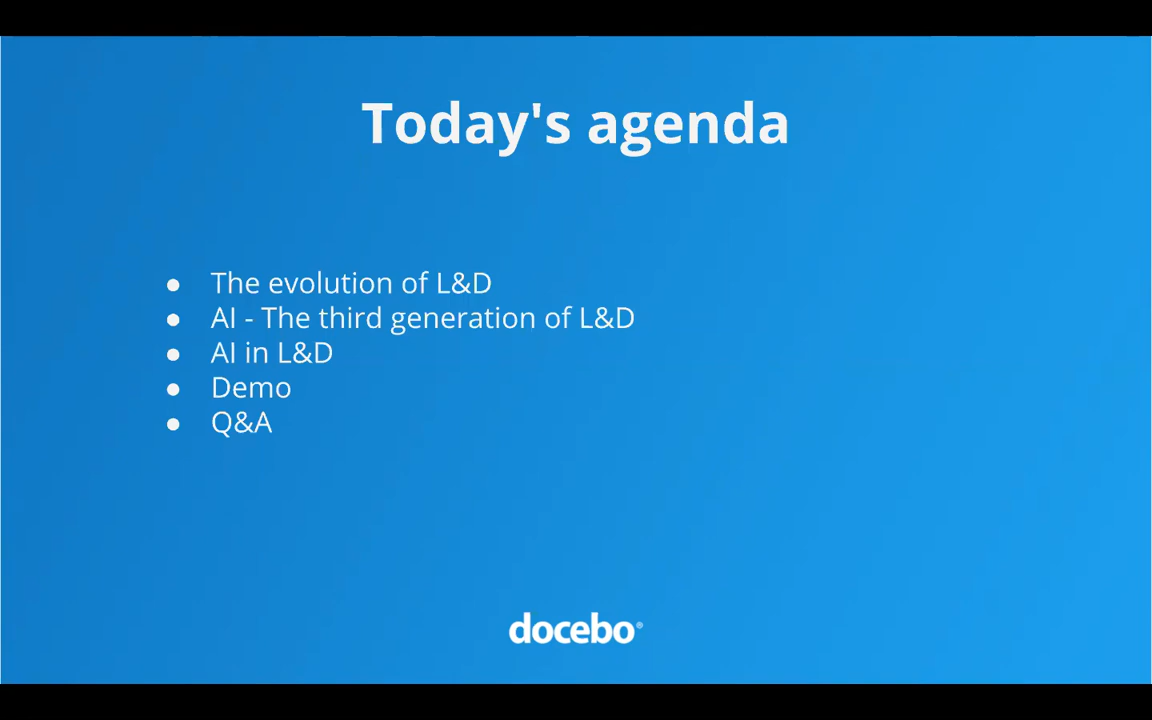 Today's agenda
● The evolution of L&D
● AI - The third generation of L&D
● AI in L&D
● Demo
● Q&A
docebo®